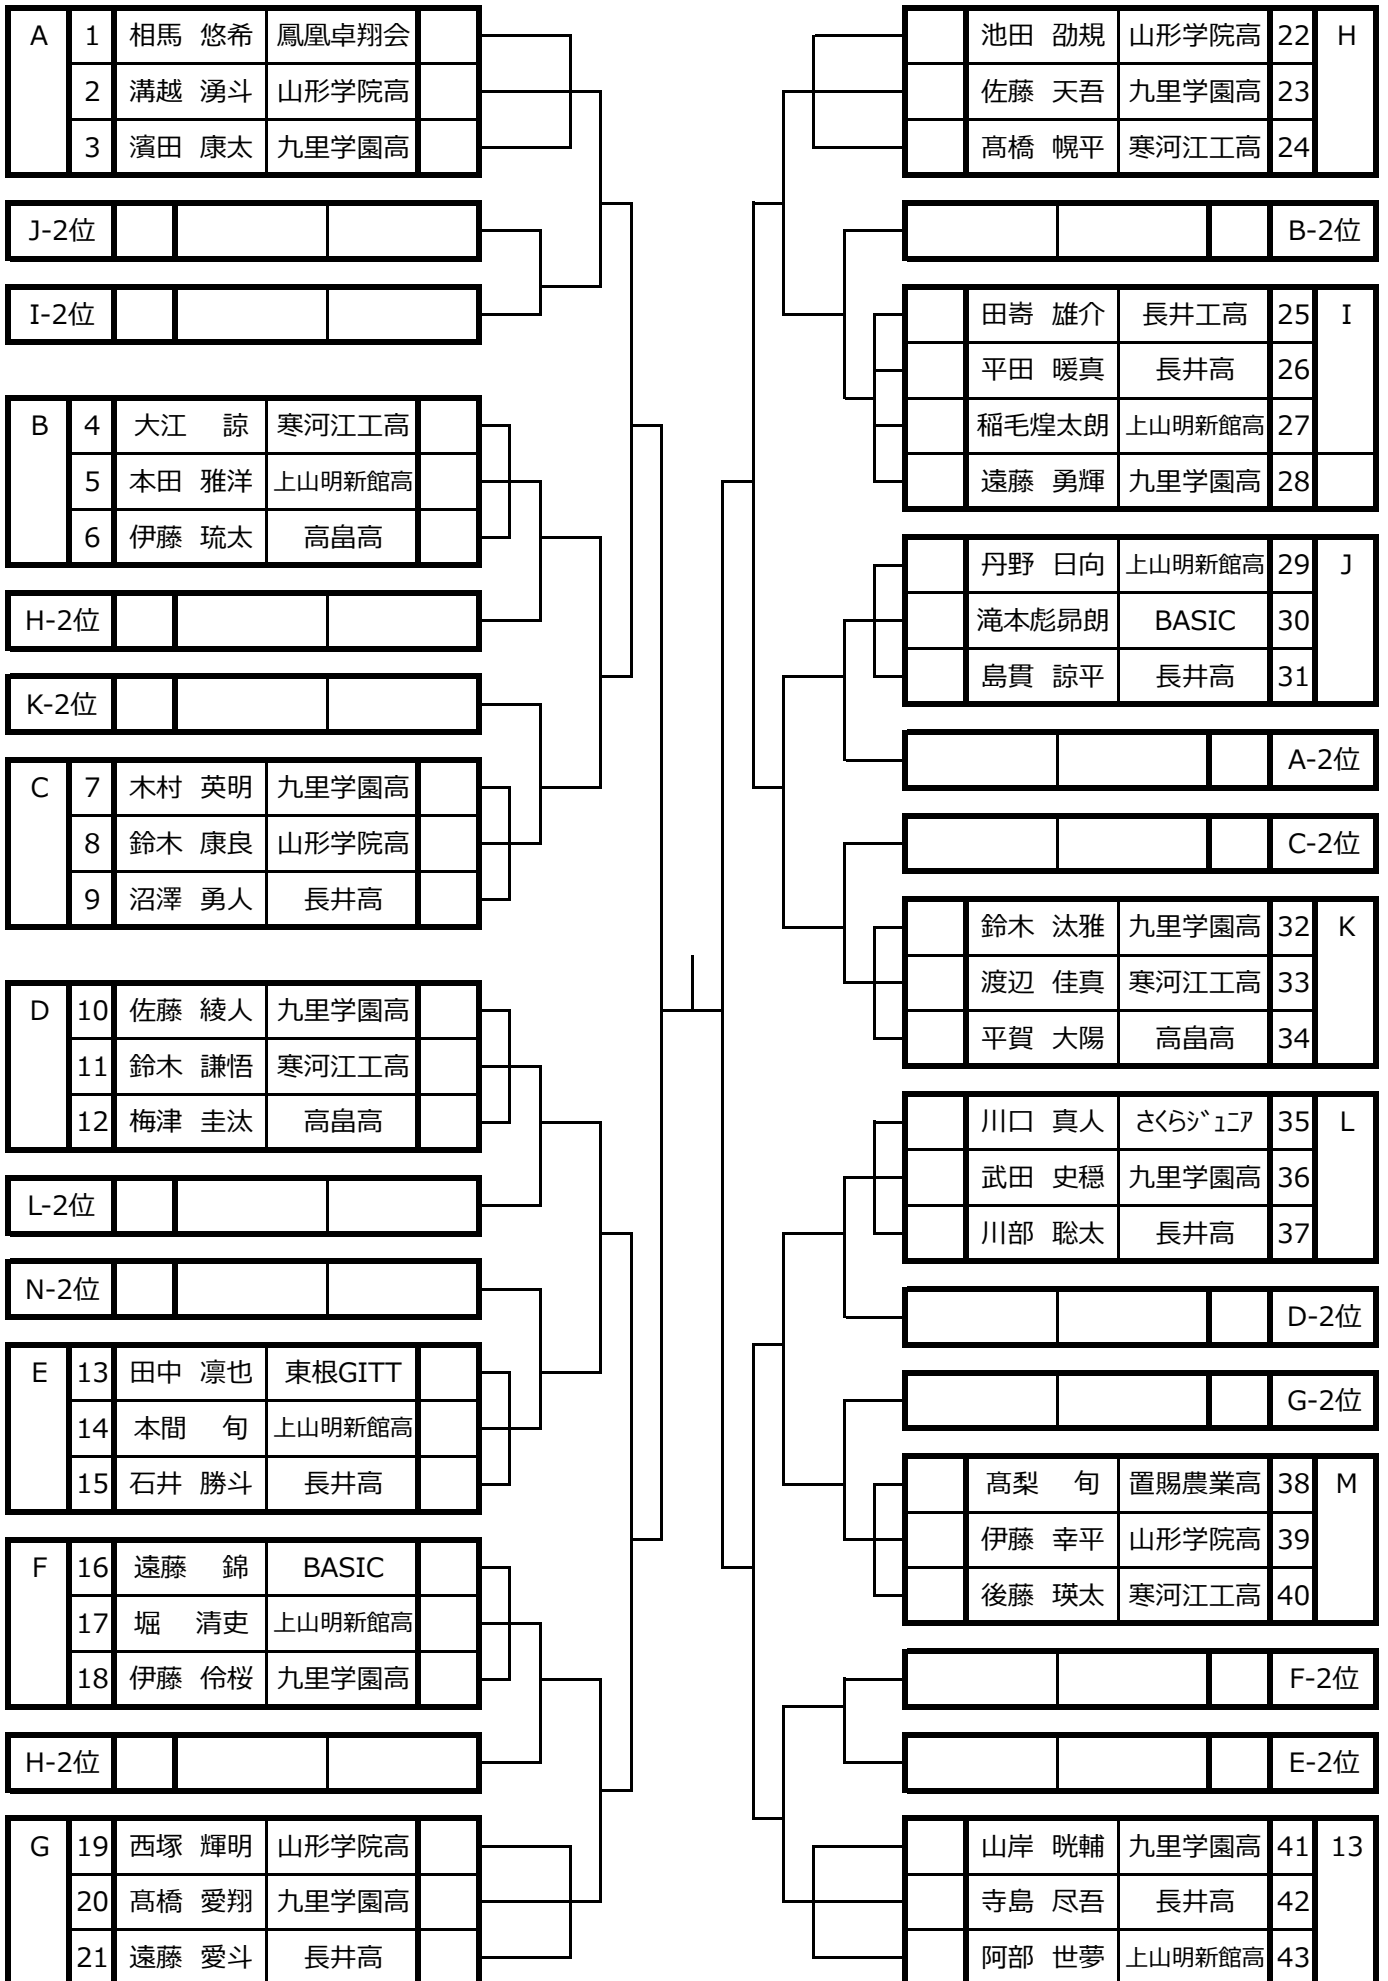 A 1 相馬 悠希 鳳凰卓翔会
2 溝越 湧斗 山形学院高
3 濱田 康太 九里学園高
J-2位
I-2位
B 4 大江 諒 寒河江工高
5 本田 雅洋 上山明新館高
6 伊藤 琉太 高畠高
H-2位
K-2位
C 7 木村 英明 九里学園高
8 鈴木 康良 山形学院高
9 沼澤 勇人 長井高
D 10 佐藤 綾人 九里学園高
11 鈴木 謙悟 寒河江工高
12 梅津 圭汰 高畠高
L-2位
N-2位
E 13 田中 凛也 東根GITT
14 本間 旬 上山明新館高
15 石井 勝斗 長井高
F 16 遠藤 錦 BASIC
17 堀 清吏 上山明新館高
18 伊藤 伶桜 九里学園高
H-2位
G 19 西塚 輝明 山形学院高
20 髙橋 愛翔 九里学園高
21 遠藤 愛斗 長井高
池田 劭規 山形学院高 22 H
佐藤 天吾 九里学園高 23
髙橋 幌平 寒河江工高 24
B-2位
田嵜 雄介 長井工高 25 I
平田 暖真 長井高 26
稲毛煌太朗 上山明新館高 27
遠藤 勇輝 九里学園高 28
丹野 日向 上山明新館高 29 J
滝本彪昴朗 BASIC 30
島貫 諒平 長井高 31
A-2位
C-2位
鈴木 汰雅 九里学園高 32 K
渡辺 佳真 寒河江工高 33
平賀 大陽 高畠高 34
川口 真人 さくらｼﾞｭﾆｱ 35 L
武田 史穏 九里学園高 36
川部 聡太 長井高 37
D-2位
G-2位
髙梨 旬 置賜農業高 38 M
伊藤 幸平 山形学院高 39
後藤 瑛太 寒河江工高 40
F-2位
E-2位
山岸 晄輔 九里学園高 41 13
寺島 尽吾 長井高 42
阿部 世夢 上山明新館高 43